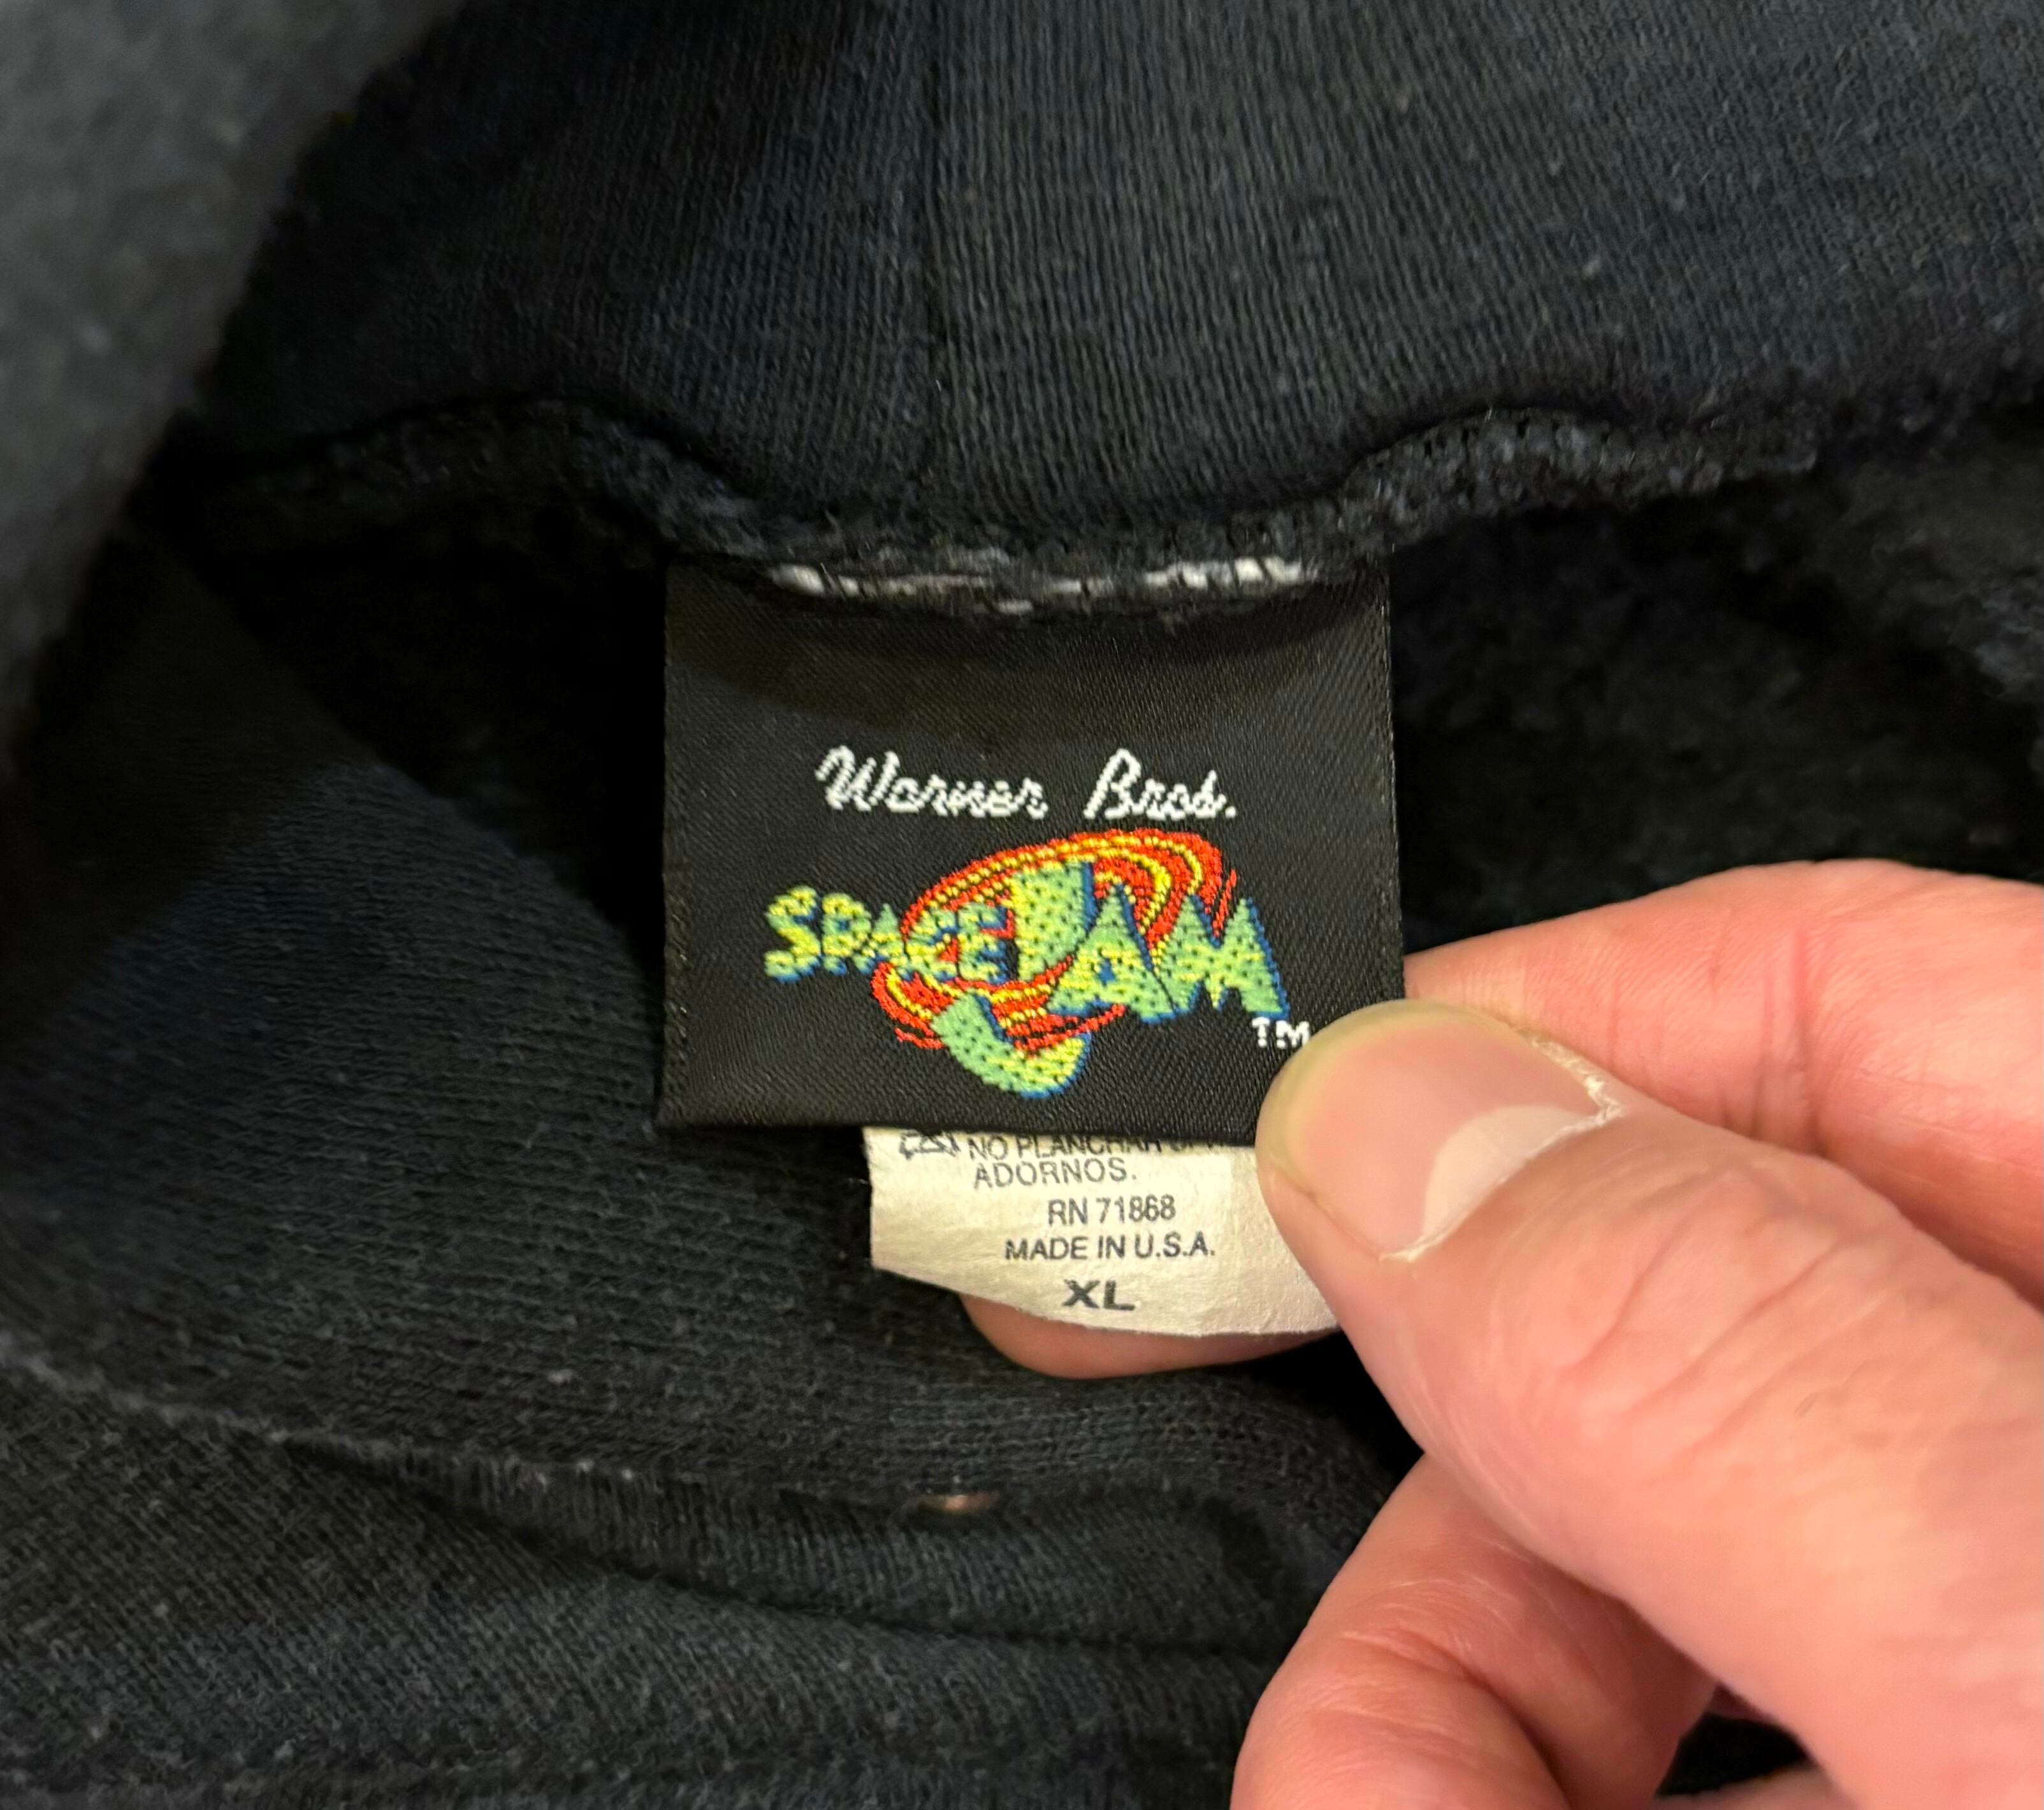 Warner Bros.
SPACE JAM
TM
NO PLANCHAR
ADORNOS.
RN 71868
MADE IN U.S.A.
XL